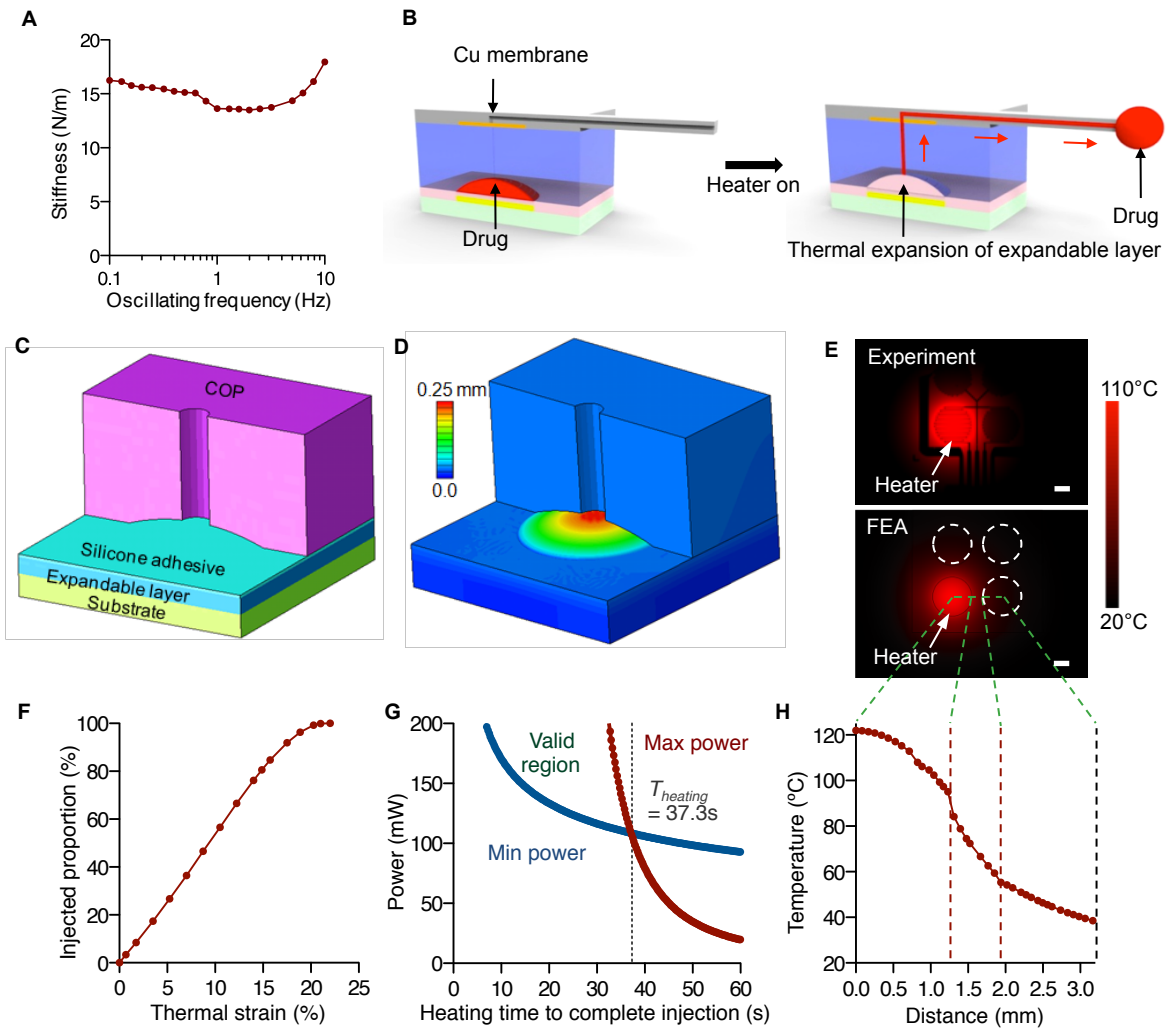 A
20
15
10
5
0
0.1
1
10
Stiffness (N/m)
Oscillating frequency (Hz)
B
Cu membrane
Drug
Heater on
Drug
Thermal expansion of expandable layer
C
COP
Silicone adhesive
Expandable layer
Substrate
D
0.25 mm
0.0
E
Experiment
Heater
FEA
Heater
110°C
20°C
F
100
80
60
40
20
0
0
5
10
15
20
25
Injected proportion (%)
Thermal strain (%)
G
200
150
100
50
0
0
10
20
30
40
50
60
Power (mW)
Heating time to complete injection (s)
Valid
region
Max power
Min power
T heating
= 37.3s
H
120
100
80
60
40
20
0.0
0.5
1.0
1.5
2.0
2.5
3.0
Temperature (ºC)
Distance (mm)